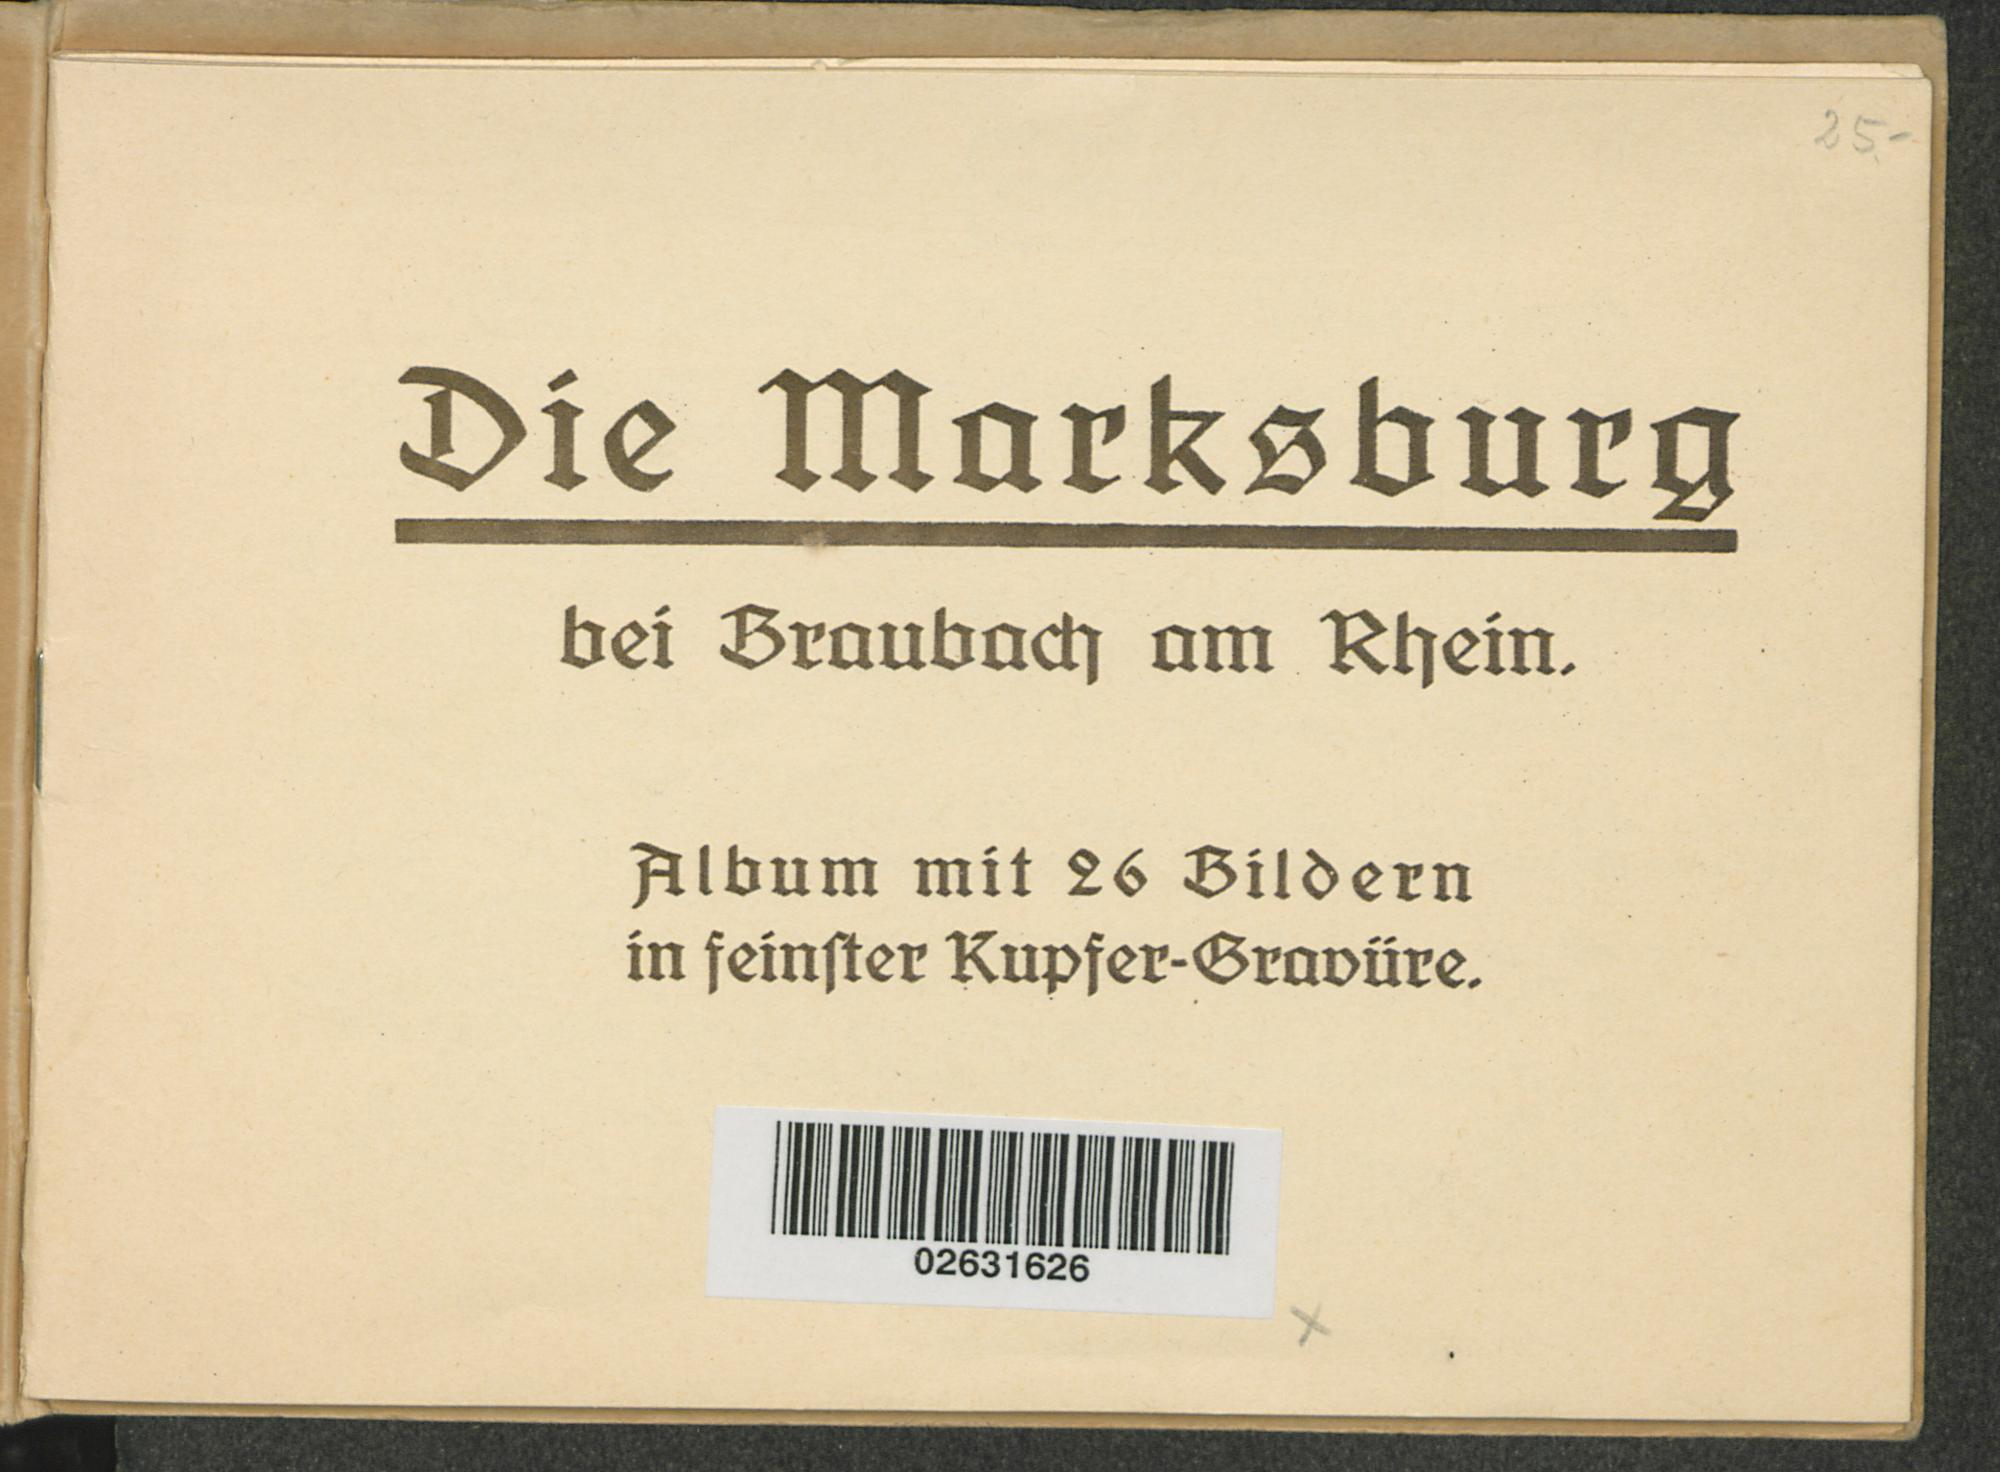 25.-
Die Marksburg
bei Braubach am Rhein.
Album mit 26 Bildern
in feinſter Kupfer-Gravüre.
02631626
x